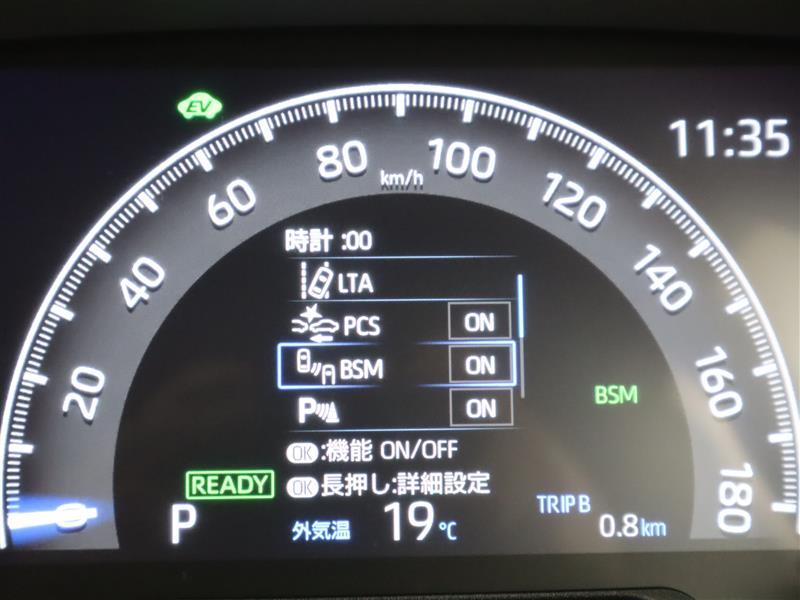 EV
11:35
0
20
40
60
80
100
120
140
160
180
km/h
時計 :00
LTA
PCS ON
BSM ON
P ON
BSM
OK:機能 ON/OFF
READY
OK長押し:詳細設定
P
外気温 19℃
TRIP B
0.8km